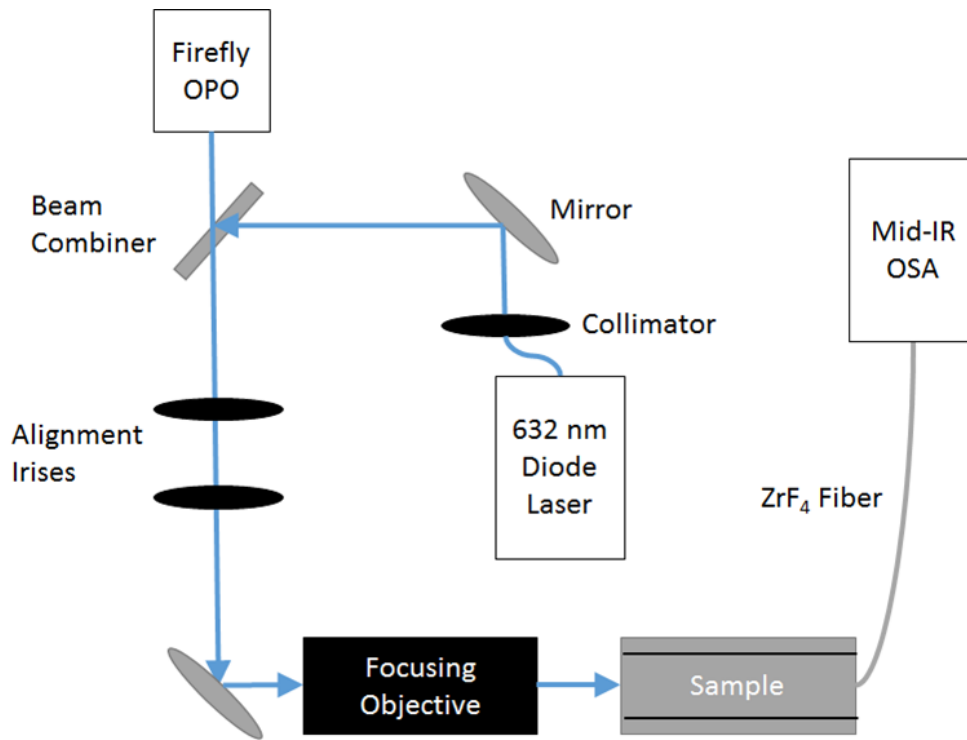 Firefly
OPO
Beam
Combiner
Mirror
Mid-IR
OSA
Collimator
632 nm
Diode
Laser
Alignment
Irises
ZrF₄ Fiber
Focusing
Objective
Sample